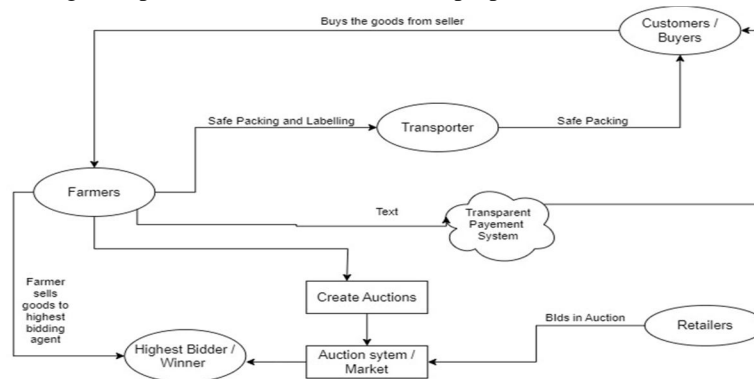 Buys the goods from seller
Customers /
Buyers
Safe Packing and Labelling
Transporter
Safe Packing
Farmers
Text
Transparent
Payement
System
Farmer
sells
goods to
highest
bidding
agent
Create Auctions
BIds in Auction
Retailers
Highest Bidder /
Winner
Auction sytem /
Market